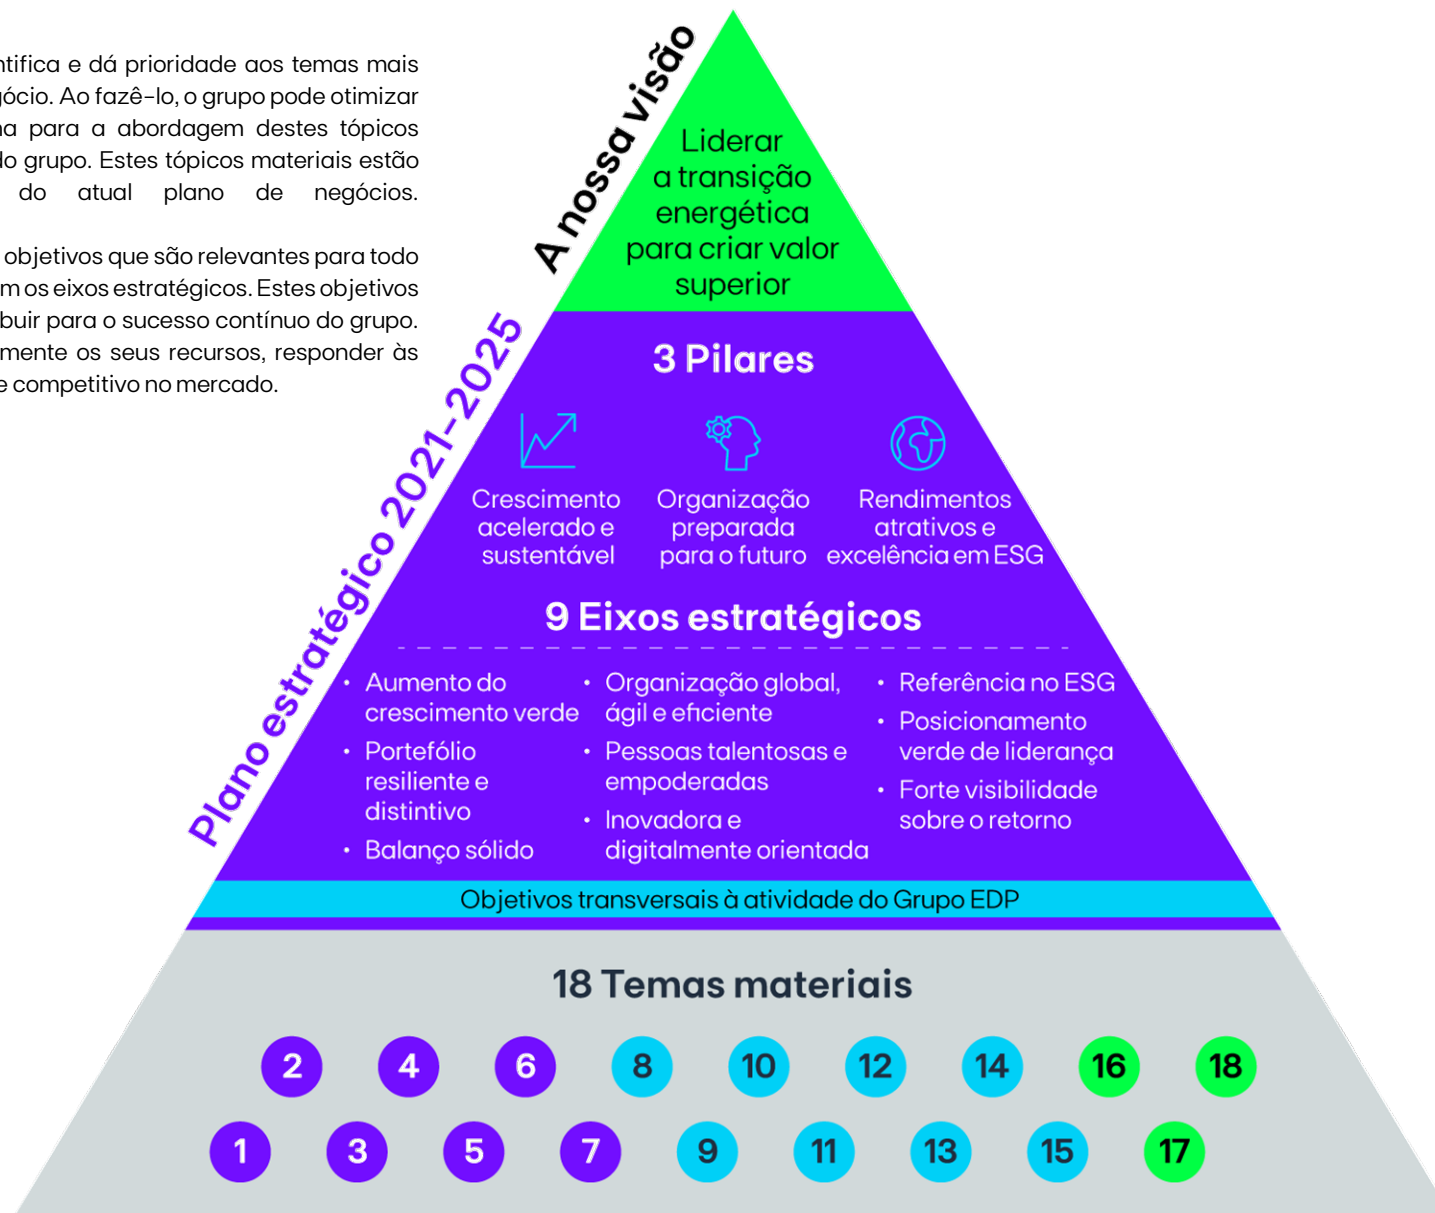 ntifica e dá prioridade aos temas mais
gócio. Ao fazê-lo, o grupo pode otimizar
na para a abordagem destes tópicos
do grupo. Estes tópicos materiais estão
do atual plano de negócios.
objetivos que são relevantes para todo
m os eixos estratégicos. Estes objetivos
buir para o sucesso contínuo do grupo.
mente os seus recursos, responder às
e competitivo no mercado.
A nossa visão
Liderar
a transição
energética
para criar valor
superior
Plano estratégico 2021-2025
3 Pilares
Crescimento
acelerado e
sustentável
Organização
preparada
para o futuro
Rendimentos
atrativos e
excelência em ESG
9 Eixos estratégicos
• Aumento do
crescimento verde
• Portefólio
resiliente e
distintivo
• Balanço sólido
• Organização global,
ágil e eficiente
• Pessoas talentosas e
empoderadas
• Inovadora e
digitalmente orientada
• Referência no ESG
• Posicionamento
verde de liderança
• Forte visibilidade
sobre o retorno
Objetivos transversais à atividade do Grupo EDP
18 Temas materiais
2 4 6 8 10 12 14 16 18
1 3 5 7 9 11 13 15 17